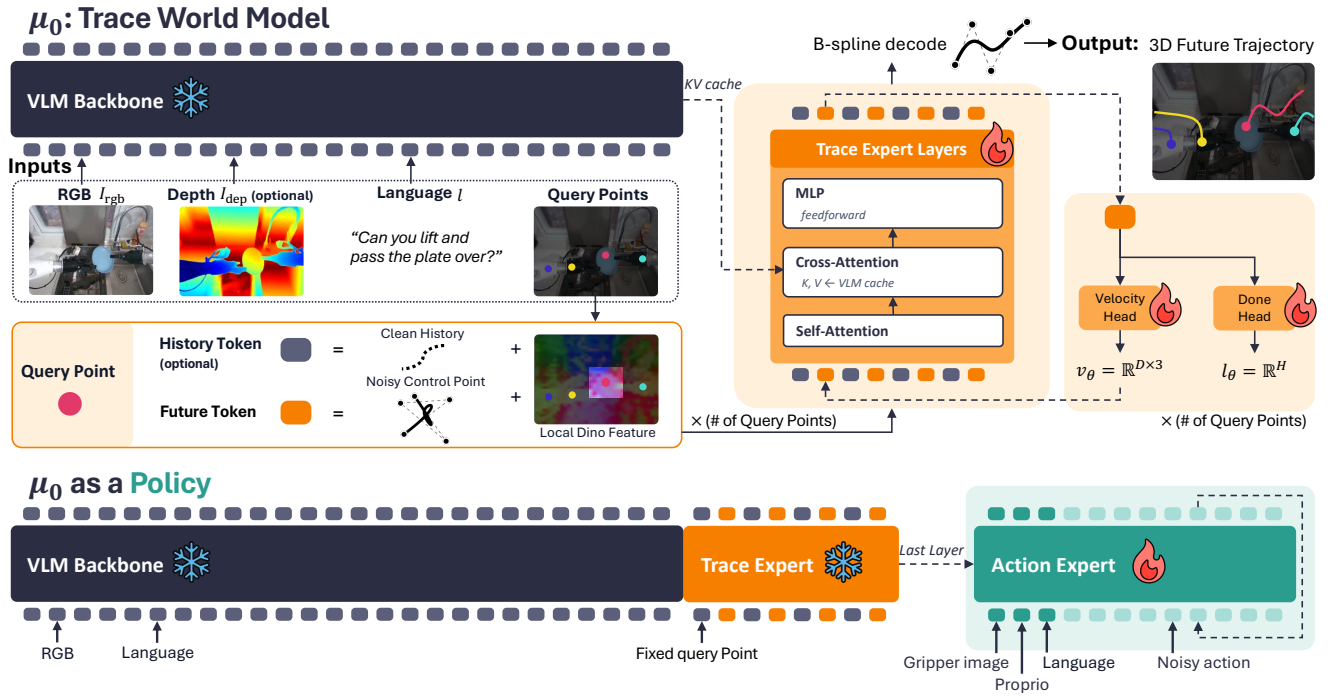 μ₀: Trace World Model
VLM Backbone
KV cache
Inputs
RGB I_rgb
Depth I_dep (optional)
Language l
Query Points
“Can you lift and
pass the plate over?”
Query Point
History Token
(optional)
=
Clean History
+
Future Token
=
Noisy Control Point
+
Local Dino Feature
× (# of Query Points)
B-spline decode
Output: 3D Future Trajectory
Trace Expert Layers
MLP
feedforward
Cross-Attention
K, V ← VLM cache
Self-Attention
Velocity
Head
Done
Head
v_θ = ℝ^{D×3}
l_θ = ℝ^H
× (# of Query Points)
μ₀ as a Policy
VLM Backbone
Trace Expert
Last Layer
Action Expert
RGB
Language
Fixed query Point
Gripper image
Proprio
Language
Noisy action